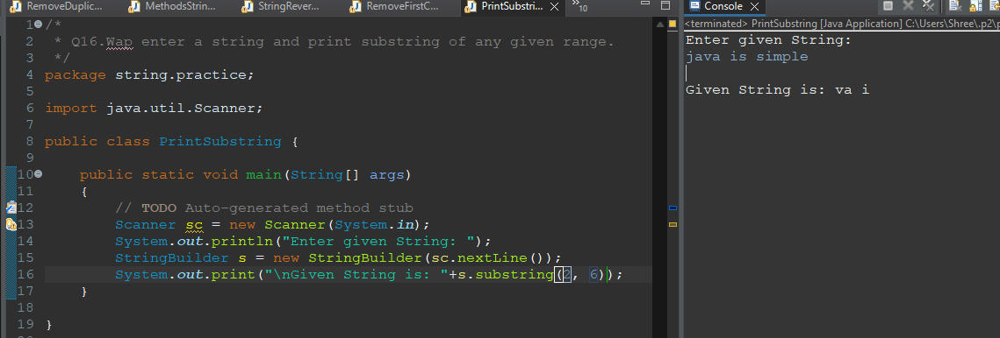 RemoveDuplic...
MethodsStrin...
StringRever...
RemoveFirstC...
PrintSubstri...
»10
Console
<terminated> PrintSubstring [Java Application] C:\Users\Shree\.p2\p
1 /*
2  * Q16.Wap enter a string and print substring of any given range.
3  */
4 package string.practice;
5
6 import java.util.Scanner;
7
8 public class PrintSubstring {
9
10     public static void main(String[] args)
11     {
12         // TODO Auto-generated method stub
13         Scanner sc = new Scanner(System.in);
14         System.out.println("Enter given String: ");
15         StringBuilder s = new StringBuilder(sc.nextLine());
16         System.out.print("\nGiven String is: "+s.substring(2, 6));
17     }
18
19 }
Enter given String:
java is simple
Given String is: va i